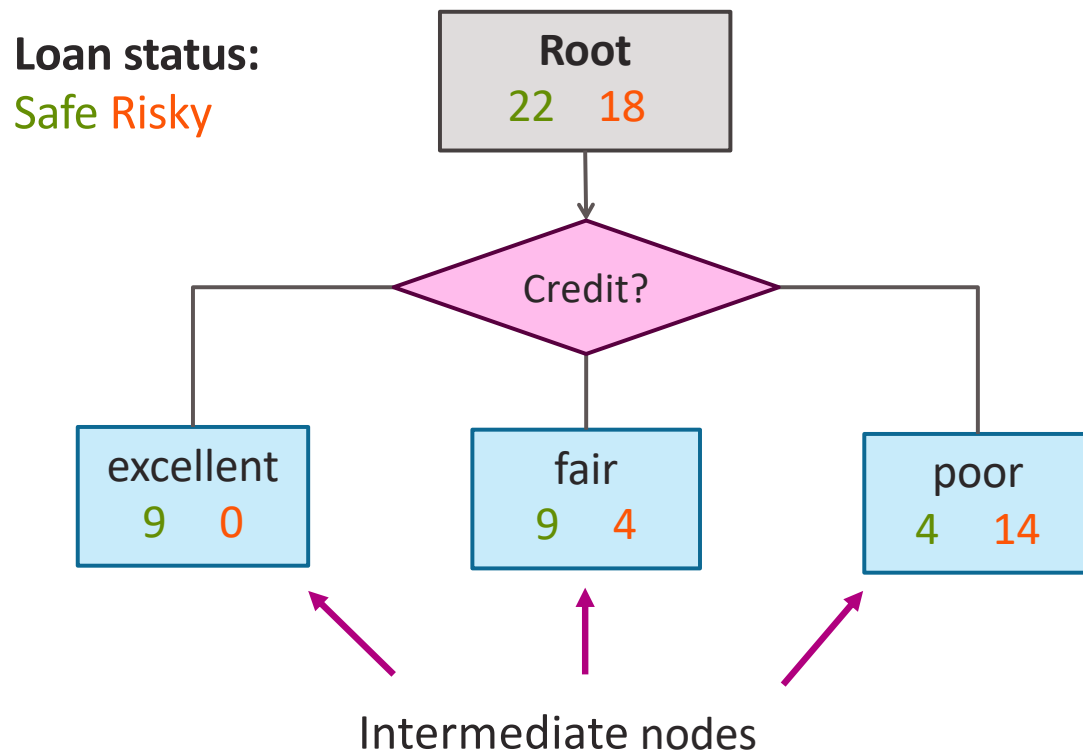 Loan status:
Safe Risky
Root
22 18
Credit?
excellent
9 0
fair
9 4
poor
4 14
Intermediate nodes